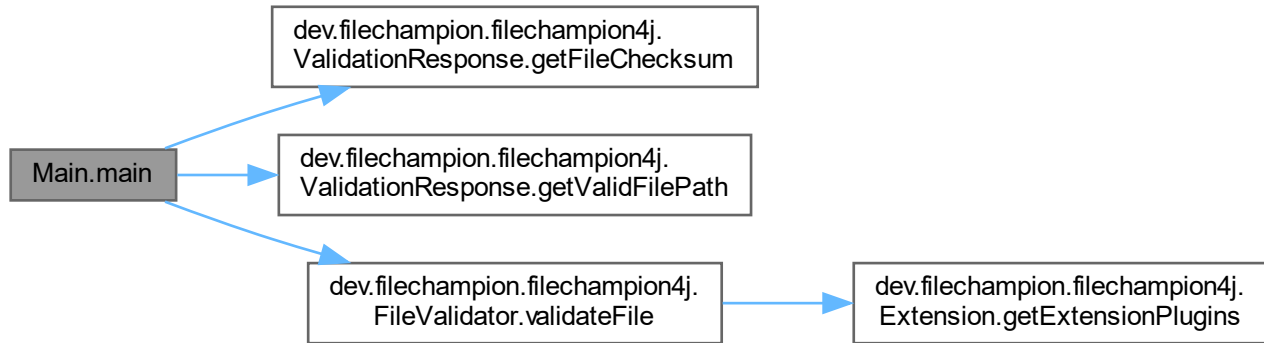 dev.filechampion.filechampion4j.
ValidationResponse.getFileChecksum
Main.main
dev.filechampion.filechampion4j.
ValidationResponse.getValidFilePath
dev.filechampion.filechampion4j.
FileValidator.validateFile
dev.filechampion.filechampion4j.
Extension.getExtensionPlugins